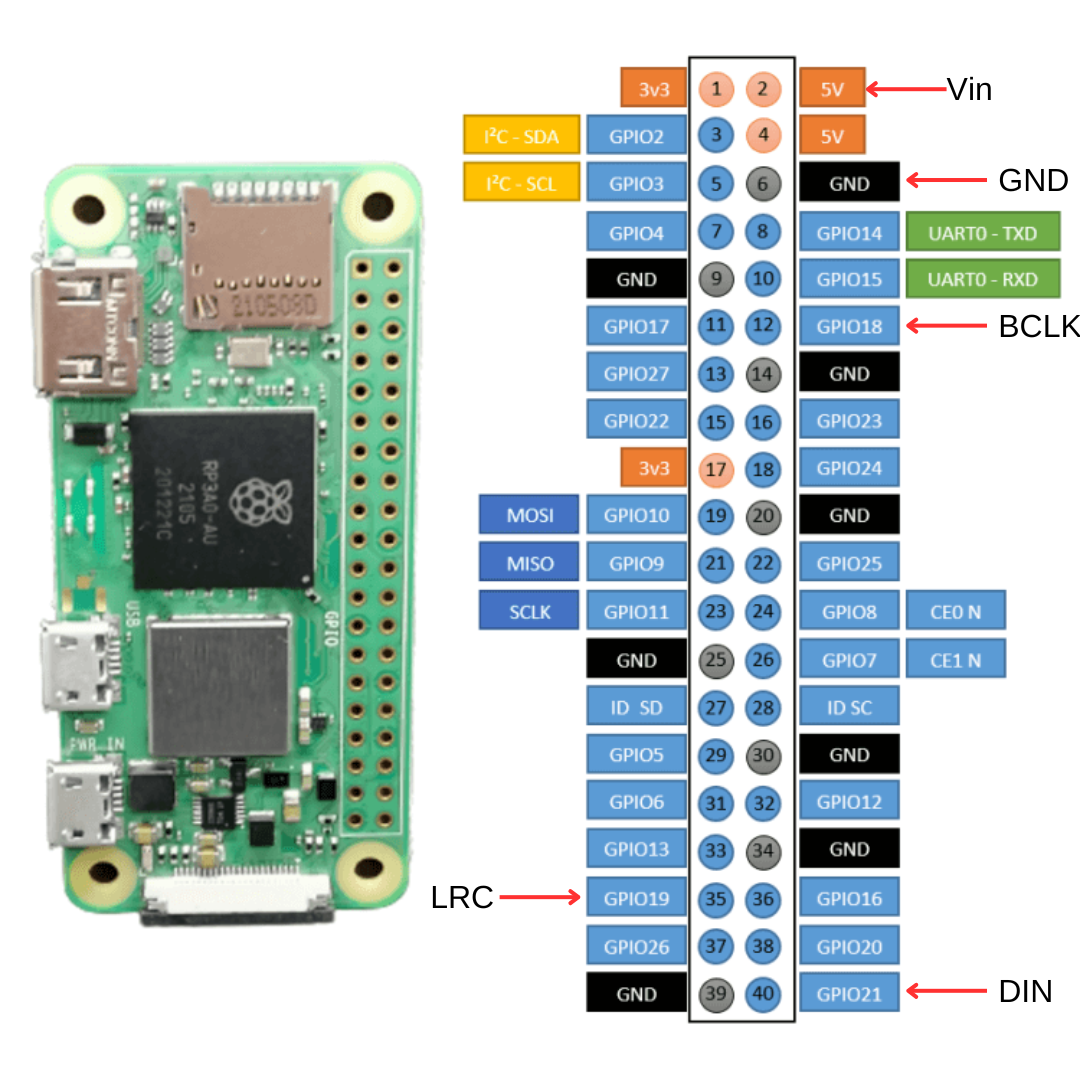 3v3 1 2 5V Vin
I²C - SDA GPIO2 3 4 5V
I²C - SCL GPIO3 5 6 GND GND
GPIO4 7 8 GPIO14 UART0 - TXD
GND 9 10 GPIO15 UART0 - RXD
GPIO17 11 12 GPIO18 BCLK
GPIO27 13 14 GND
GPIO22 15 16 GPIO23
3v3 17 18 GPIO24
MOSI GPIO10 19 20 GND
MISO GPIO9 21 22 GPIO25
SCLK GPIO11 23 24 GPIO8 CE0 N
GND 25 26 GPIO7 CE1 N
ID SD 27 28 ID SC
GPIO5 29 30 GND
GPIO6 31 32 GPIO12
GPIO13 33 34 GND
LRC GPIO19 35 36 GPIO16
GPIO26 37 38 GPIO20
GND 39 40 GPIO21 DIN
210508D
RP3A0-AU
2105
201221C
USB
GPIO
PWR IN